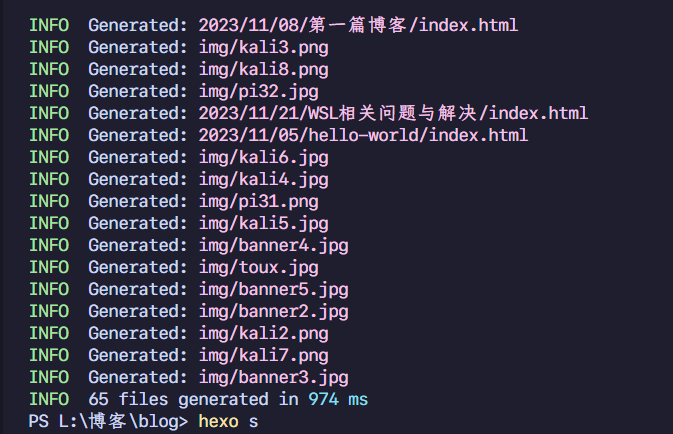 INFO  Generated: 2023/11/08/第一篇博客/index.html
INFO  Generated: img/kali3.png
INFO  Generated: img/kali8.png
INFO  Generated: img/pi32.jpg
INFO  Generated: 2023/11/21/WSL相关问题与解决/index.html
INFO  Generated: 2023/11/05/hello-world/index.html
INFO  Generated: img/kali6.jpg
INFO  Generated: img/kali4.jpg
INFO  Generated: img/pi31.png
INFO  Generated: img/kali5.jpg
INFO  Generated: img/banner4.jpg
INFO  Generated: img/toux.jpg
INFO  Generated: img/banner5.jpg
INFO  Generated: img/banner2.jpg
INFO  Generated: img/kali2.png
INFO  Generated: img/kali7.png
INFO  Generated: img/banner3.jpg
INFO  65 files generated in 974 ms
PS L:\博客\blog> hexo s